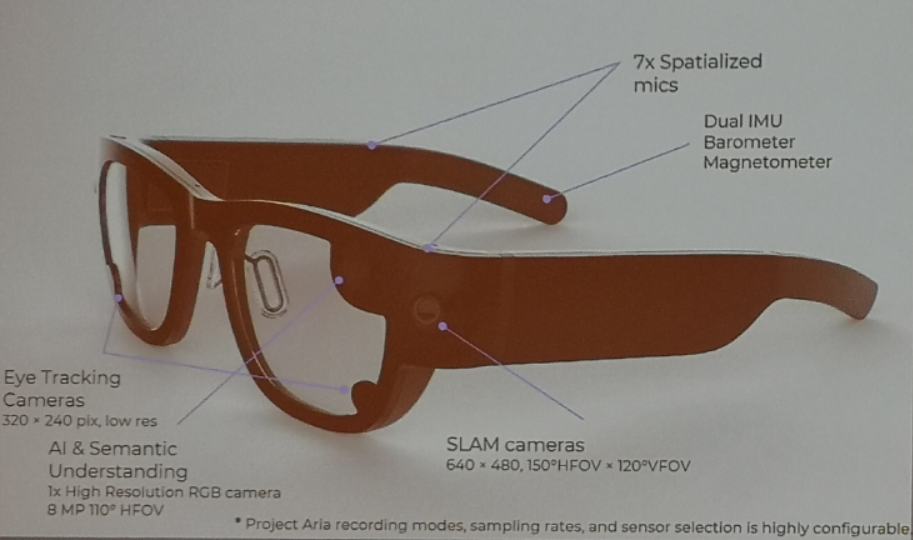 7x Spatialized
mics
Dual IMU
Barometer
Magnetometer
Eye Tracking
Cameras
320 × 240 pix, low res
AI & Semantic
Understanding
1x High Resolution RGB camera
8 MP 110° HFOV
SLAM cameras
640 × 480, 150°HFOV × 120°VFOV
* Project Aria recording modes, sampling rates, and sensor selection is highly configurable